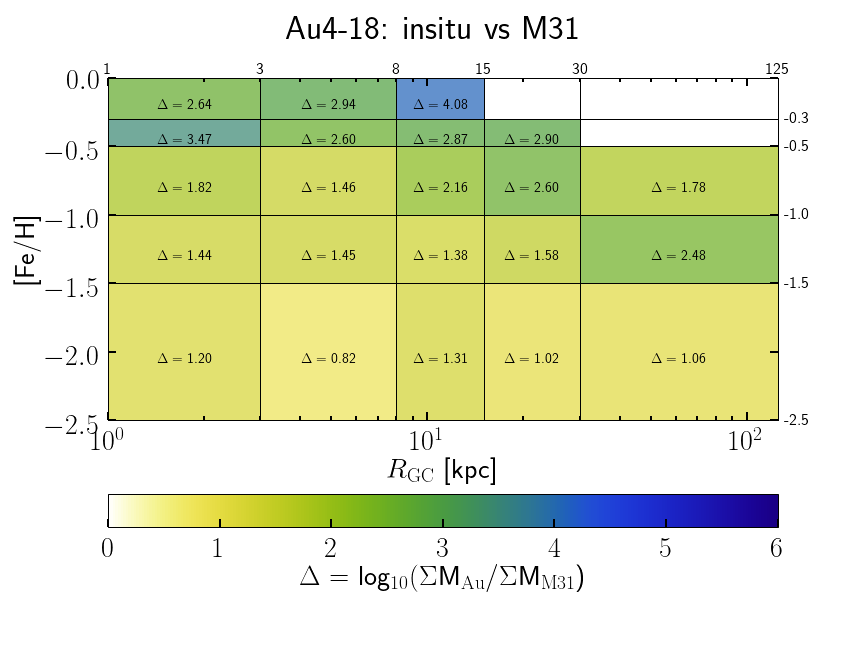 Au4-18: insitu vs M31
1 3 8 15 30 125
0.0
Δ = 2.64 Δ = 2.94 Δ = 4.08
-0.3
Δ = 3.47 Δ = 2.60 Δ = 2.87 Δ = 2.90
−0.5 -0.5
Δ = 1.82 Δ = 1.46 Δ = 2.16 Δ = 2.60 Δ = 1.78
−1.0 -1.0
[Fe/H]
Δ = 1.44 Δ = 1.45 Δ = 1.38 Δ = 1.58 Δ = 2.48
−1.5 -1.5
−2.0
Δ = 1.20 Δ = 0.82 Δ = 1.31 Δ = 1.02 Δ = 1.06
−2.5 -2.5
10⁰ 10¹ 10²
R_GC [kpc]
0 1 2 3 4 5 6
Δ = log₁₀(ΣM_Au/ΣM_M31)